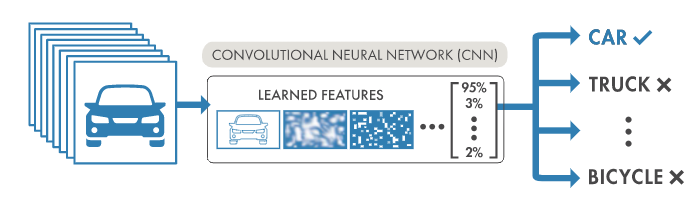 CONVOLUTIONAL NEURAL NETWORK (CNN)
LEARNED FEATURES
95%
3%
2%
CAR
TRUCK
BICYCLE